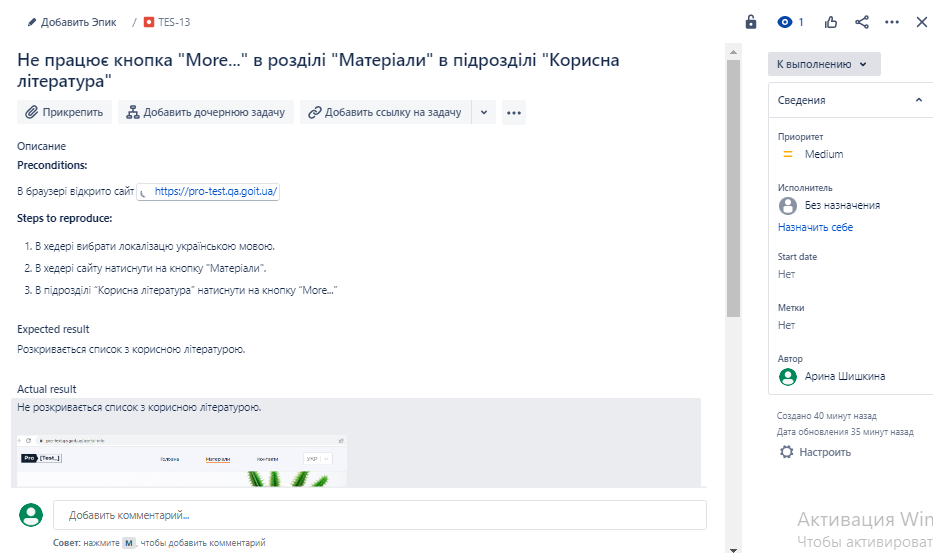 Добавить Эпик / TES-13
1
Не працює кнопка "More..." в розділі "Матеріали" в підрозділі "Корисна
література"
Прикрепить
Добавить дочернюю задачу
Добавить ссылку на задачу
Описание
Preconditions:
В браузері відкрито сайт https://pro-test.qa.goit.ua/
Steps to reproduce:
1. В хедері вибрати локалізацю українською мовою.
2. В хедері сайту натиснути на кнопку "Матеріали".
3. В підрозділі “Корисна література” натиснути на кнопку “More...”
Expected result
Розкривається список з корисною літературою.
Actual result
Не розкривається список з корисною літературою.
Pro [Test_]
Головна
Матеріали
Контакти
УКР
Добавить комментарий...
Совет: нажмите M, чтобы добавить комментарий
К выполнению
Сведения
Приоритет
Medium
Исполнитель
Без назначения
Назначить себе
Start date
Нет
Метки
Нет
Автор
Арина Шишкина
Создано 40 минут назад
Дата обновления 35 минут назад
Настроить
Активация Win
Чтобы активироват